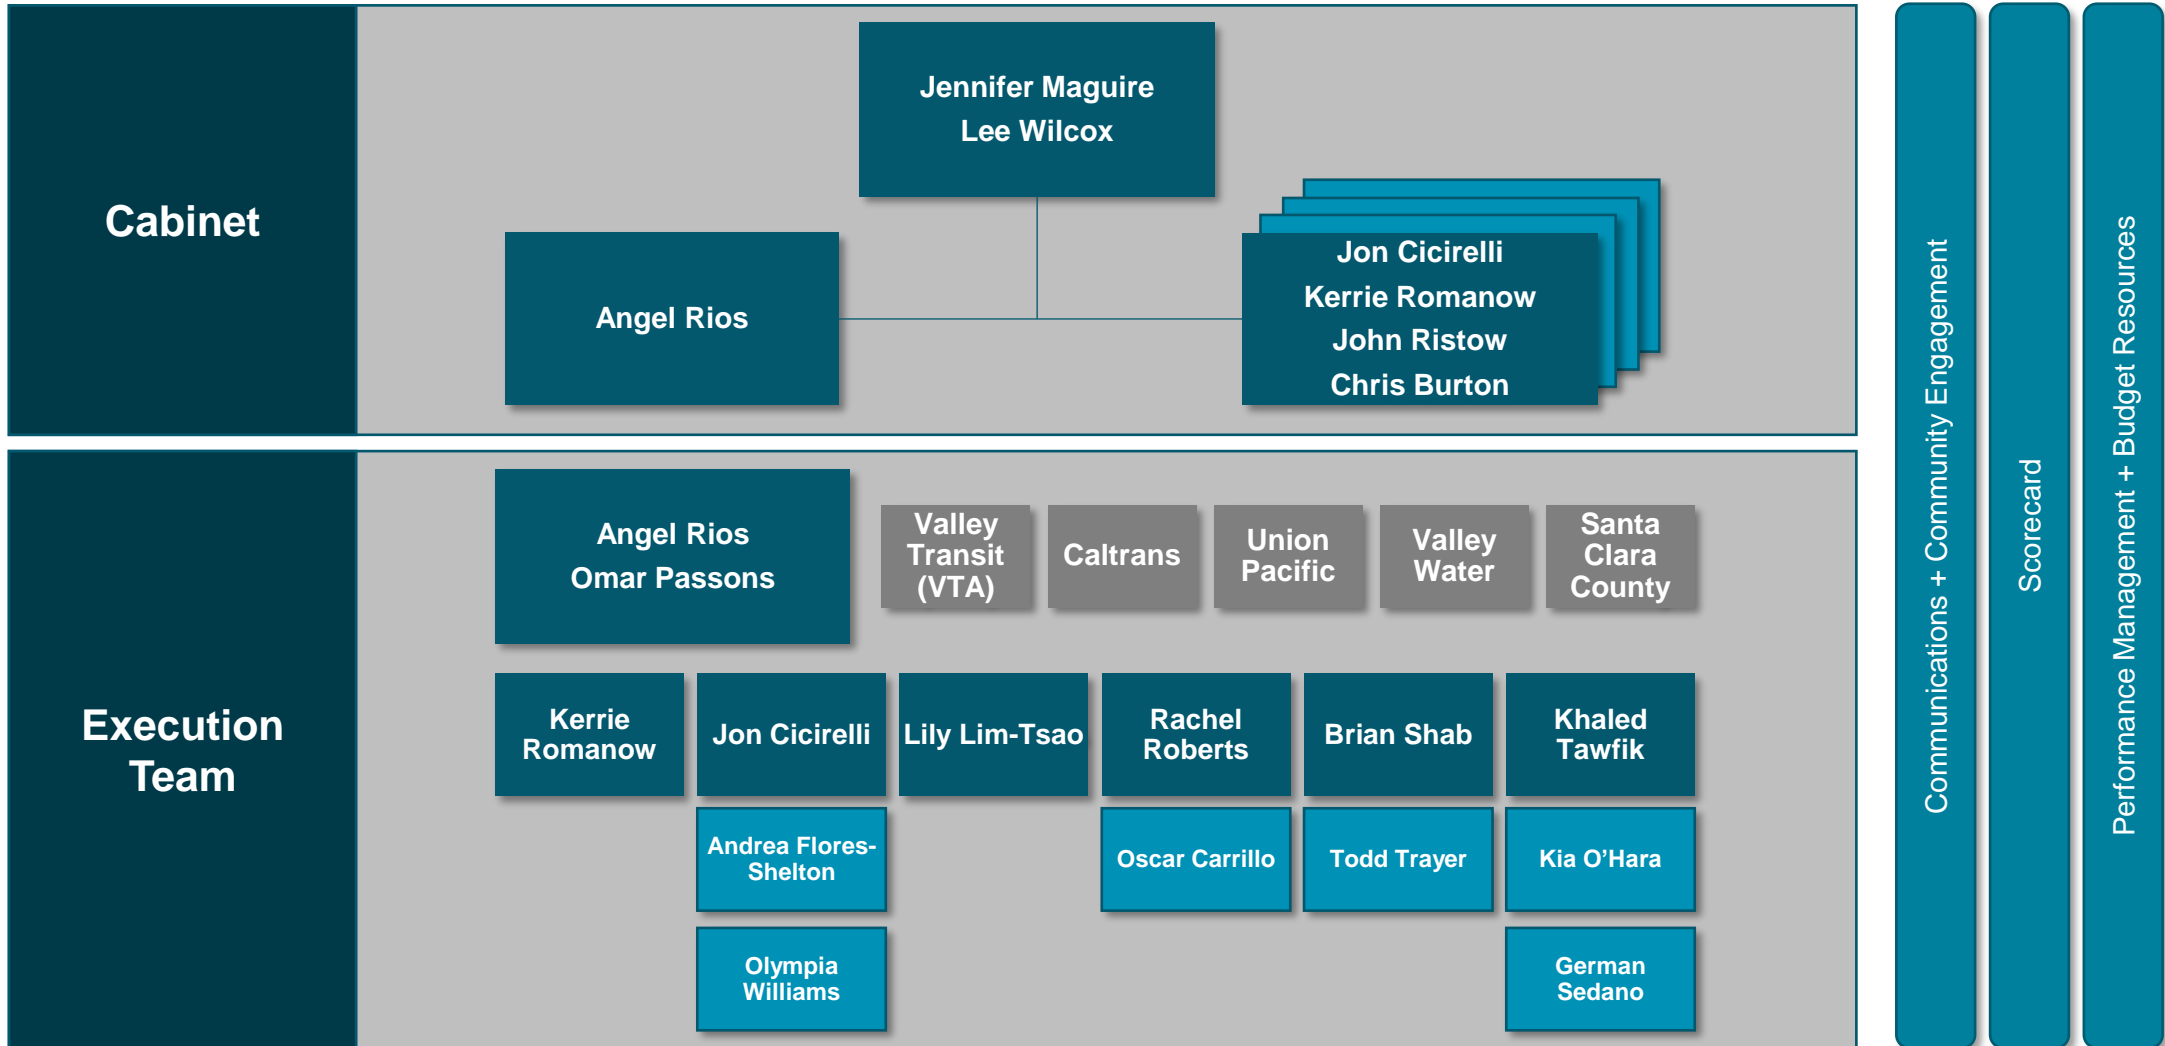 Cabinet
Jennifer Maguire
Lee Wilcox
Angel Rios
Jon Cicirelli
Kerrie Romanow
John Ristow
Chris Burton
Execution
Team
Angel Rios
Omar Passons
Valley
Transit
(VTA)
Caltrans
Union
Pacific
Valley
Water
Santa
Clara
County
Kerrie
Romanow
Jon Cicirelli
Lily Lim-Tsao
Rachel
Roberts
Brian Shab
Khaled
Tawfik
Andrea Flores-
Shelton
Oscar Carrillo
Todd Trayer
Kia O’Hara
Olympia
Williams
German
Sedano
Communications + Community Engagement
Scorecard
Performance Management + Budget Resources